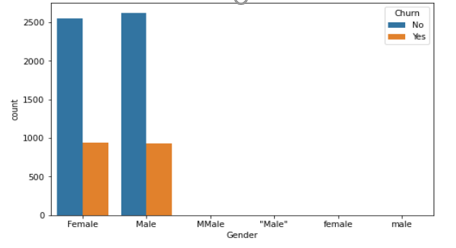 Churn
No
Yes
2500
2000
1500
1000
500
0
count
Female Male MMale "Male" female male
Gender